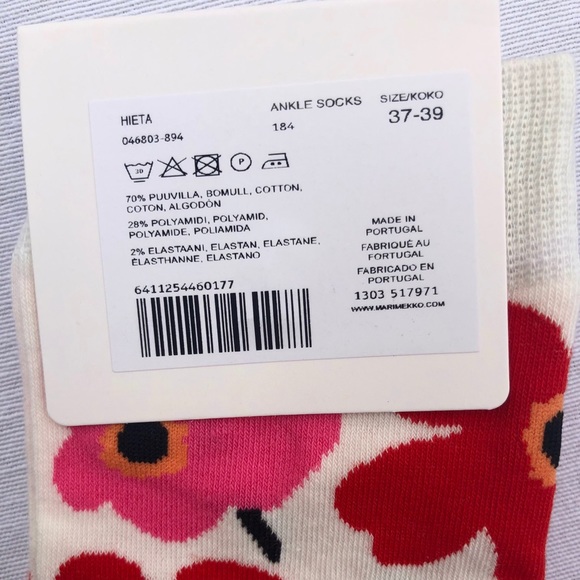 HIETA
046803-894
ANKLE SOCKS
184
SIZE/KOKO
37-39
30
P
70% PUUVILLA, BOMULL, COTTON,
COTON, ALGODÓN
28% POLYAMIDI, POLYAMID,
POLYAMIDE, POLIAMIDA
2% ELASTAANI, ELASTAN, ELASTANE,
ÉLASTHANNE, ELASTANO
6411254460177
MADE IN
PORTUGAL
FABRIQUÉ AU
PORTUGAL
FABRICADO EN
PORTUGAL
1303 517971
WWW.MARIMEKKO.COM